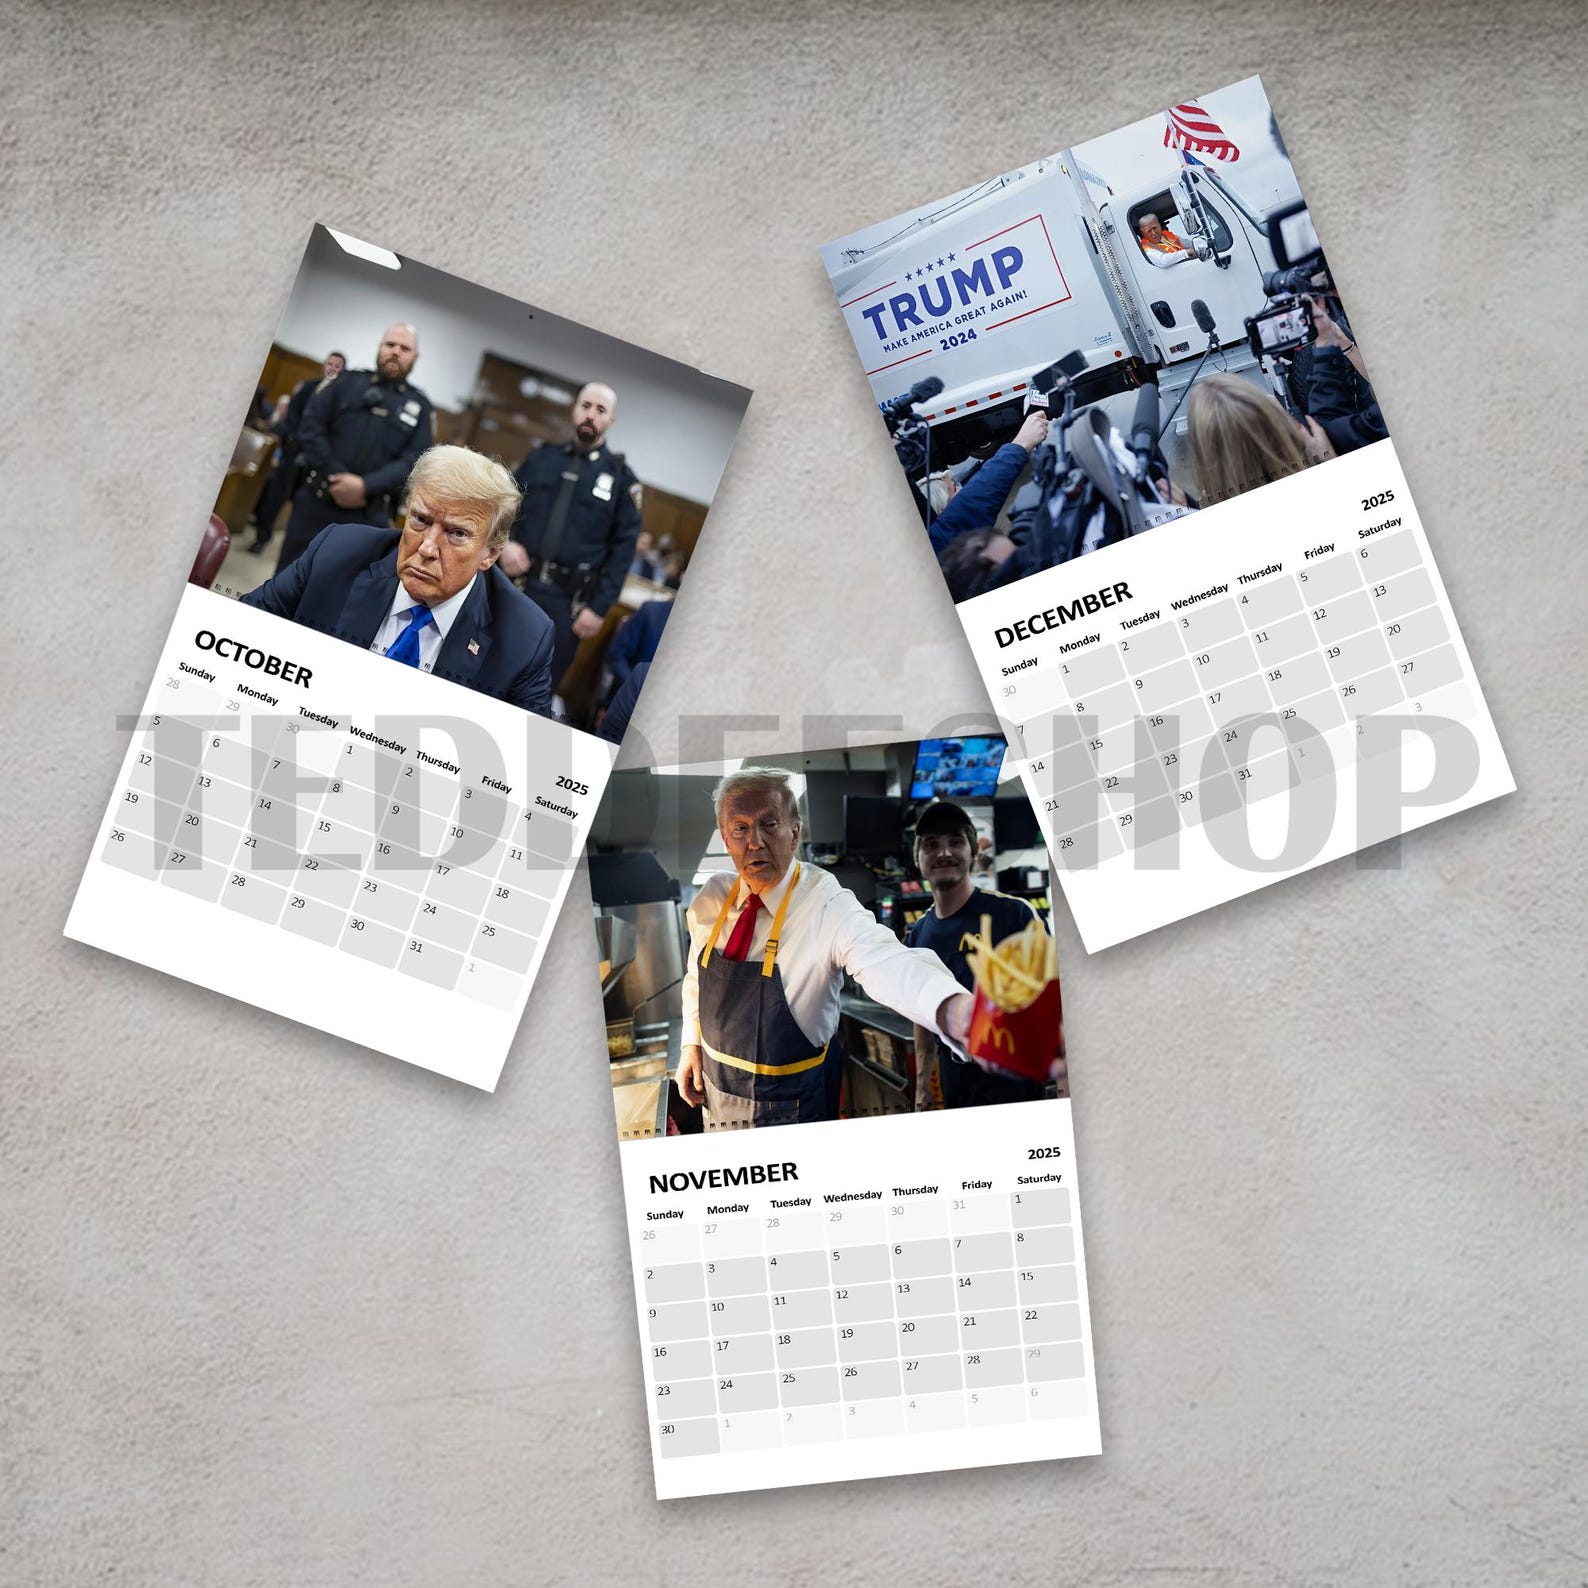 TRUMP
MAKE AMERICA GREAT AGAIN!
2024
OCTOBER
2025
Sunday Monday Tuesday Wednesday Thursday Friday Saturday
28 29 30 1 2 3 4
5 6 7 8 9 10 11
12 13 14 15 16 17 18
19 20 21 22 23 24 25
26 27 28 29 30 31 1
DECEMBER
2025
Sunday Monday Tuesday Wednesday Thursday Friday Saturday
30 1 2 3 4 5 6
7 8 9 10 11 12 13
14 15 16 17 18 19 20
21 22 23 24 25 26 27
28 29 30 31 1 2 3
TEDDEESHOP
NOVEMBER
2025
Sunday Monday Tuesday Wednesday Thursday Friday Saturday
26 27 28 29 30 31 1
2 3 4 5 6 7 8
9 10 11 12 13 14 15
16 17 18 19 20 21 22
23 24 25 26 27 28 29
30 1 2 3 4 5 6